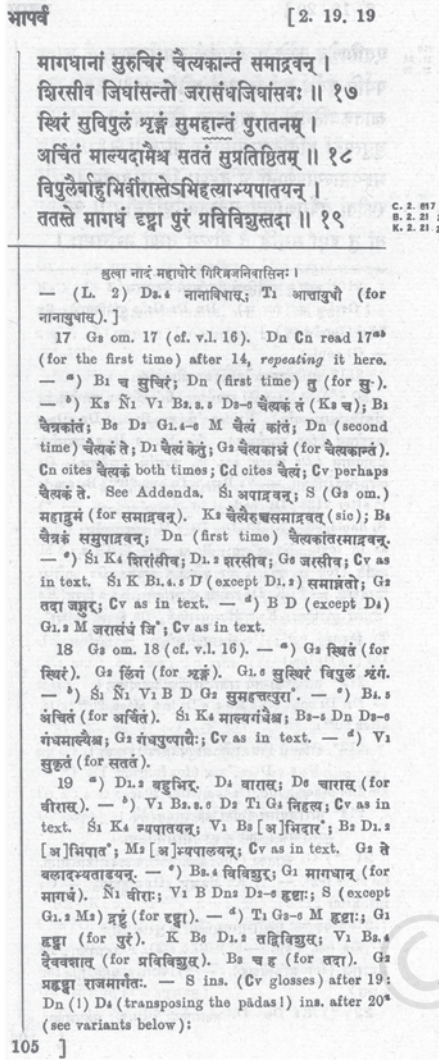 भापर्व [ 2. 19. 19
मागधानां सुरुचिरं चैत्यकान्तं समाद्रवन् ।
शिरसीव जिघांसन्तो जरासंधजिघांसवः ॥ १७
स्थिरं सुविपुलं शृङ्गं सुमहान्तं पुरातनम् ।
अर्चितं माल्यदामैश्च सततं सुप्रतिष्ठितम् ॥ १८
विपुलैर्बाहुभिर्वीरास्तेऽभिहत्याभ्यपातयन् ।
ततस्ते मागधं दृष्ट्वा पुरं प्रविविशुस्तदा ॥ १९
C. 2. 817
B. 2. 21
K. 2. 21
श्रुत्वा नादं महाघोरं गिरिव्रजनिवासिनः ।
— (L. 2) D3.4 नानाविधास्; T1 आत्तायुधौ (for
नानायुधास्). ]
17 G3 om. 17 (cf. v.l. 16). Dn Cn read 17ab
(for the first time) after 14, repeating it here.
— a) B1 च सुचिरं; Dn (first time) तु (for सु-).
— b) K3 Ñ1 V1 B2.3.5 D3-6 चैत्यकं तं (K3 च); B1
चैत्रकांतं; B6 D2 G1.4-6 M चैत्यं कांतं; Dn (second
time) चैत्यकं ते; D1 चैत्यं केतुं; G2 चैत्यकाम्रं (for चैत्यकान्तं).
Cn cites चैत्यकं both times; Cd cites चैत्यं; Cv perhaps
चैत्यकं ते. See Addenda. Ś1 अपाद्रवन्; S (G3 om.)
महाद्रुमं (for समाद्रवन्). K2 चैत्यैरुच्चसमाद्रवत् (sic); B4
चैत्रकं समुपाद्रवन्; Dn (first time) चैत्यकांतरमाद्रवन्.
— c) Ś1 K4 शिरांसीव; D1.2 शरसीव; G6 जरसीव; Cv as
in text. Ś1 K B1.4.5 D (except D1.2) समाघ्नंतो; G2
तदा जघ्नुर्; Cv as in text. — d) B D (except D4)
G1.2 M जरासंधं जि°; Cv as in text.
18 G3 om. 18 (cf. v.l. 16). — a) G2 स्थितं (for
स्थिरं). G2 लिंगं (for शृङ्गं). G1.6 सुस्थिरं विपुलं शृंगं.
— b) Ś1 Ñ1 V1 B D G2 सुमहत्तत्पुरा°. — c) B4.5
अंचितं (for अर्चितं). Ś1 K4 माल्यगंधैश्च; B2-5 Dn D3-6
गंधमाल्यैश्च; G2 गंधपुष्पाद्यैः; Cv as in text. — d) V1
सुकृतं (for सततं).
19 a) D1.2 बहुभिर्. D4 वारास्; D6 चारास् (for
वीरास्). — b) V1 B2.3.6 D2 T1 G4 निहत्य; Cv as in
text. Ś1 K4 न्यपातयन्; V1 B3 [अ]भिदार°; B2 D1.2
[अ]भिपात°; M2 [अ]भ्यपालयन्; Cv as in text. G2 ते
बलादभ्यताडयन्. — c) B3.4 विविशुर्; G1 मागधान् (for
मागधं). Ñ1 वीराः; V1 B Dn2 D2-6 हृष्टाः; S (except
G1.2 M2) द्रष्टुं (for दृष्ट्वा). — d) T1 G3-6 M हृष्टाः; G1
हृष्ट्वा (for पुरं). K B6 D1.2 तद्विविशुस्; V1 B3.4
दैववशात् (for प्रविविशुस्). B3 च ह (for तदा). G2
प्रहृष्टा राजमार्गतः. — S ins. (Cv glosses) after 19:
Dn (!) D4 (transposing the pādas!) ins. after 20a
(see variants below):
105 ]